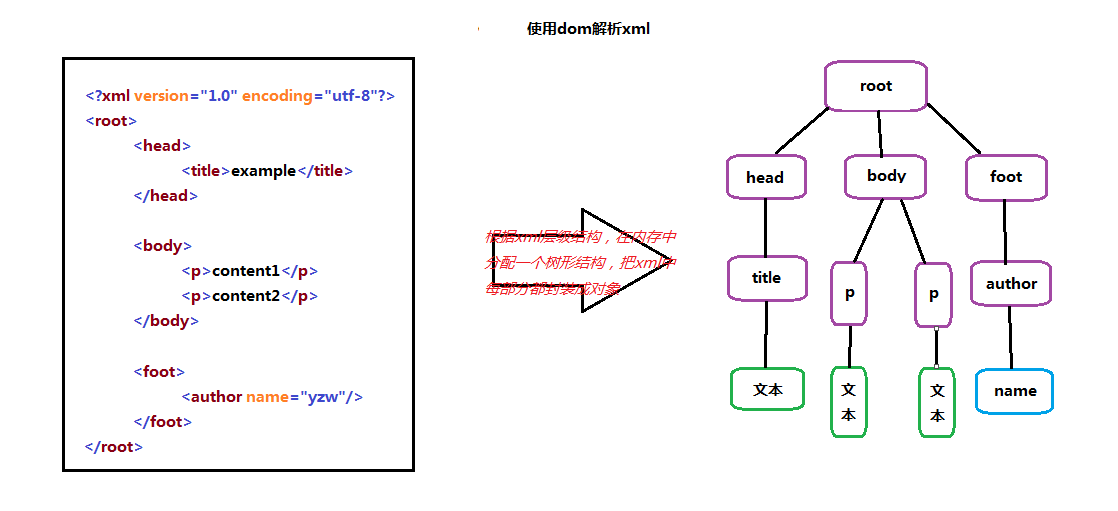 使用dom解析xml
<?xml version="1.0" encoding="utf-8"?>
<root>
<head>
<title>example</title>
</head>
<body>
<p>content1</p>
<p>content2</p>
</body>
<foot>
<author name="yzw"/>
</foot>
</root>
根据xml层级结构，在内存中
分配一个树形结构，把xml中
每部分都封装成对象
root
head
body
foot
title
p
p
author
文本
文
本
文
本
name